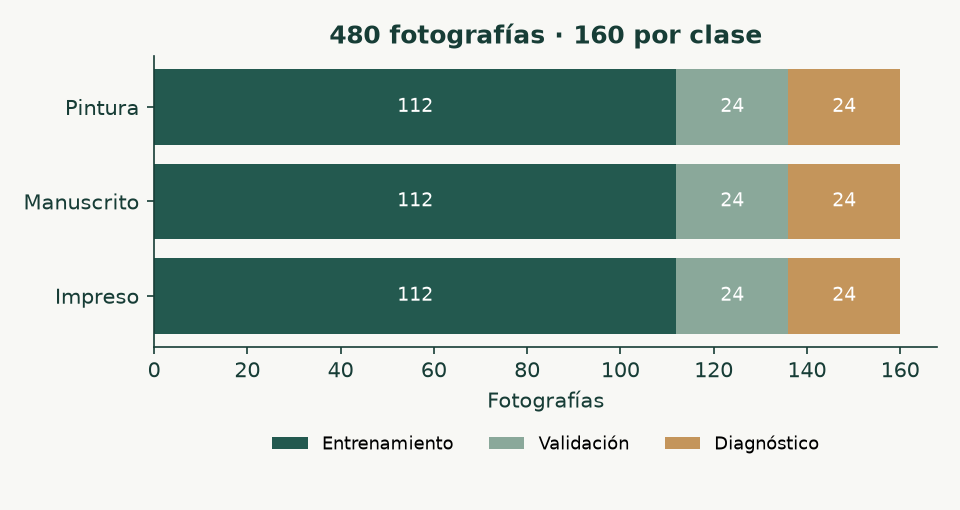 480 fotografías · 160 por clase
Pintura 112 24 24
Manuscrito 112 24 24
Impreso 112 24 24
0 20 40 60 80 100 120 140 160
Fotografías
Entrenamiento Validación Diagnóstico